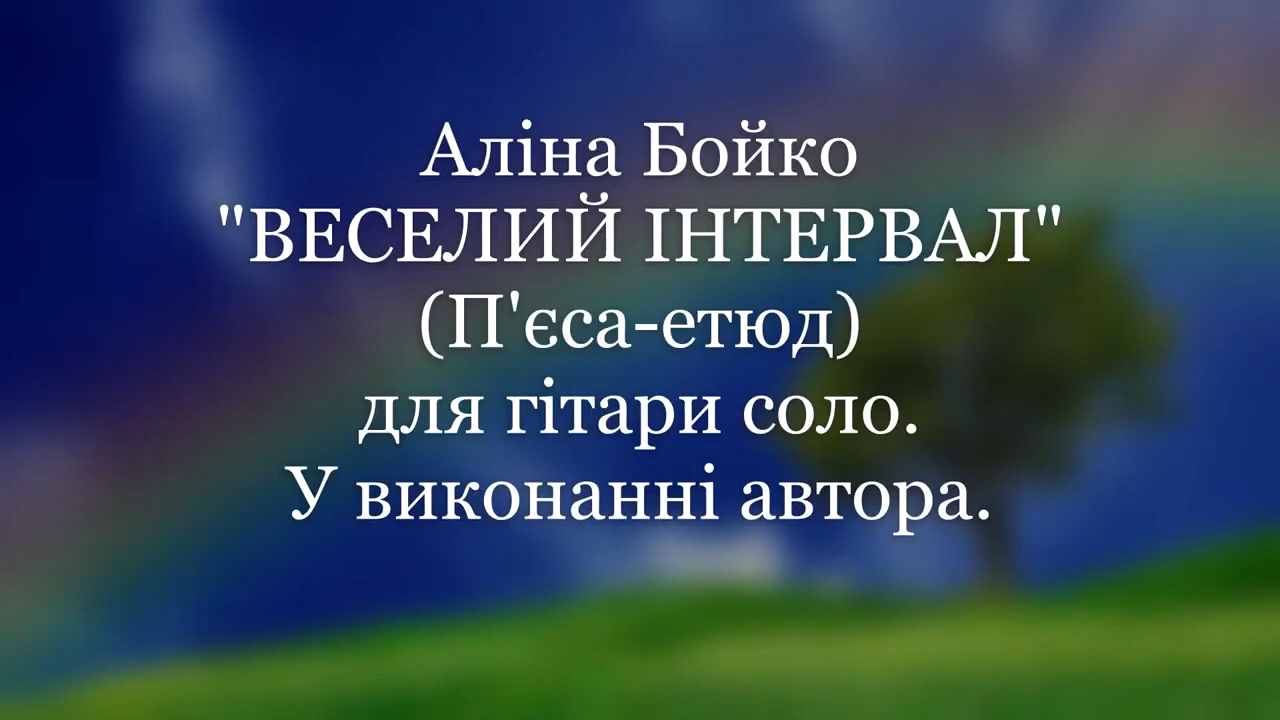 Аліна Бойко
"ВЕСЕЛИЙ ІНТЕРВАЛ"
(П'єса-етюд)
для гітари соло.
У виконанні автора.